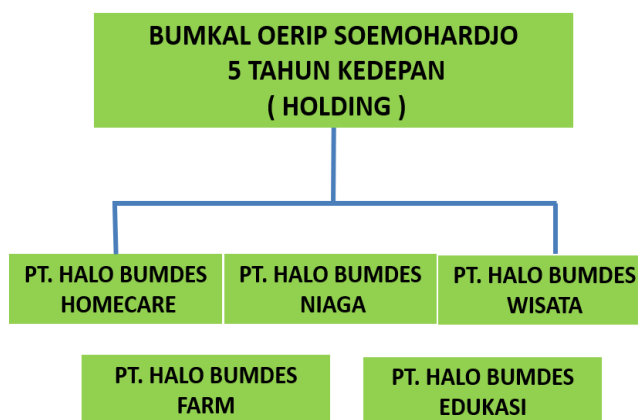 BUMKAL OERIP SOEMOHARDJO
5 TAHUN KEDEPAN
( HOLDING )
PT. HALO BUMDES
HOMECARE
PT. HALO BUMDES
NIAGA
PT. HALO BUMDES
WISATA
PT. HALO BUMDES
FARM
PT. HALO BUMDES
EDUKASI